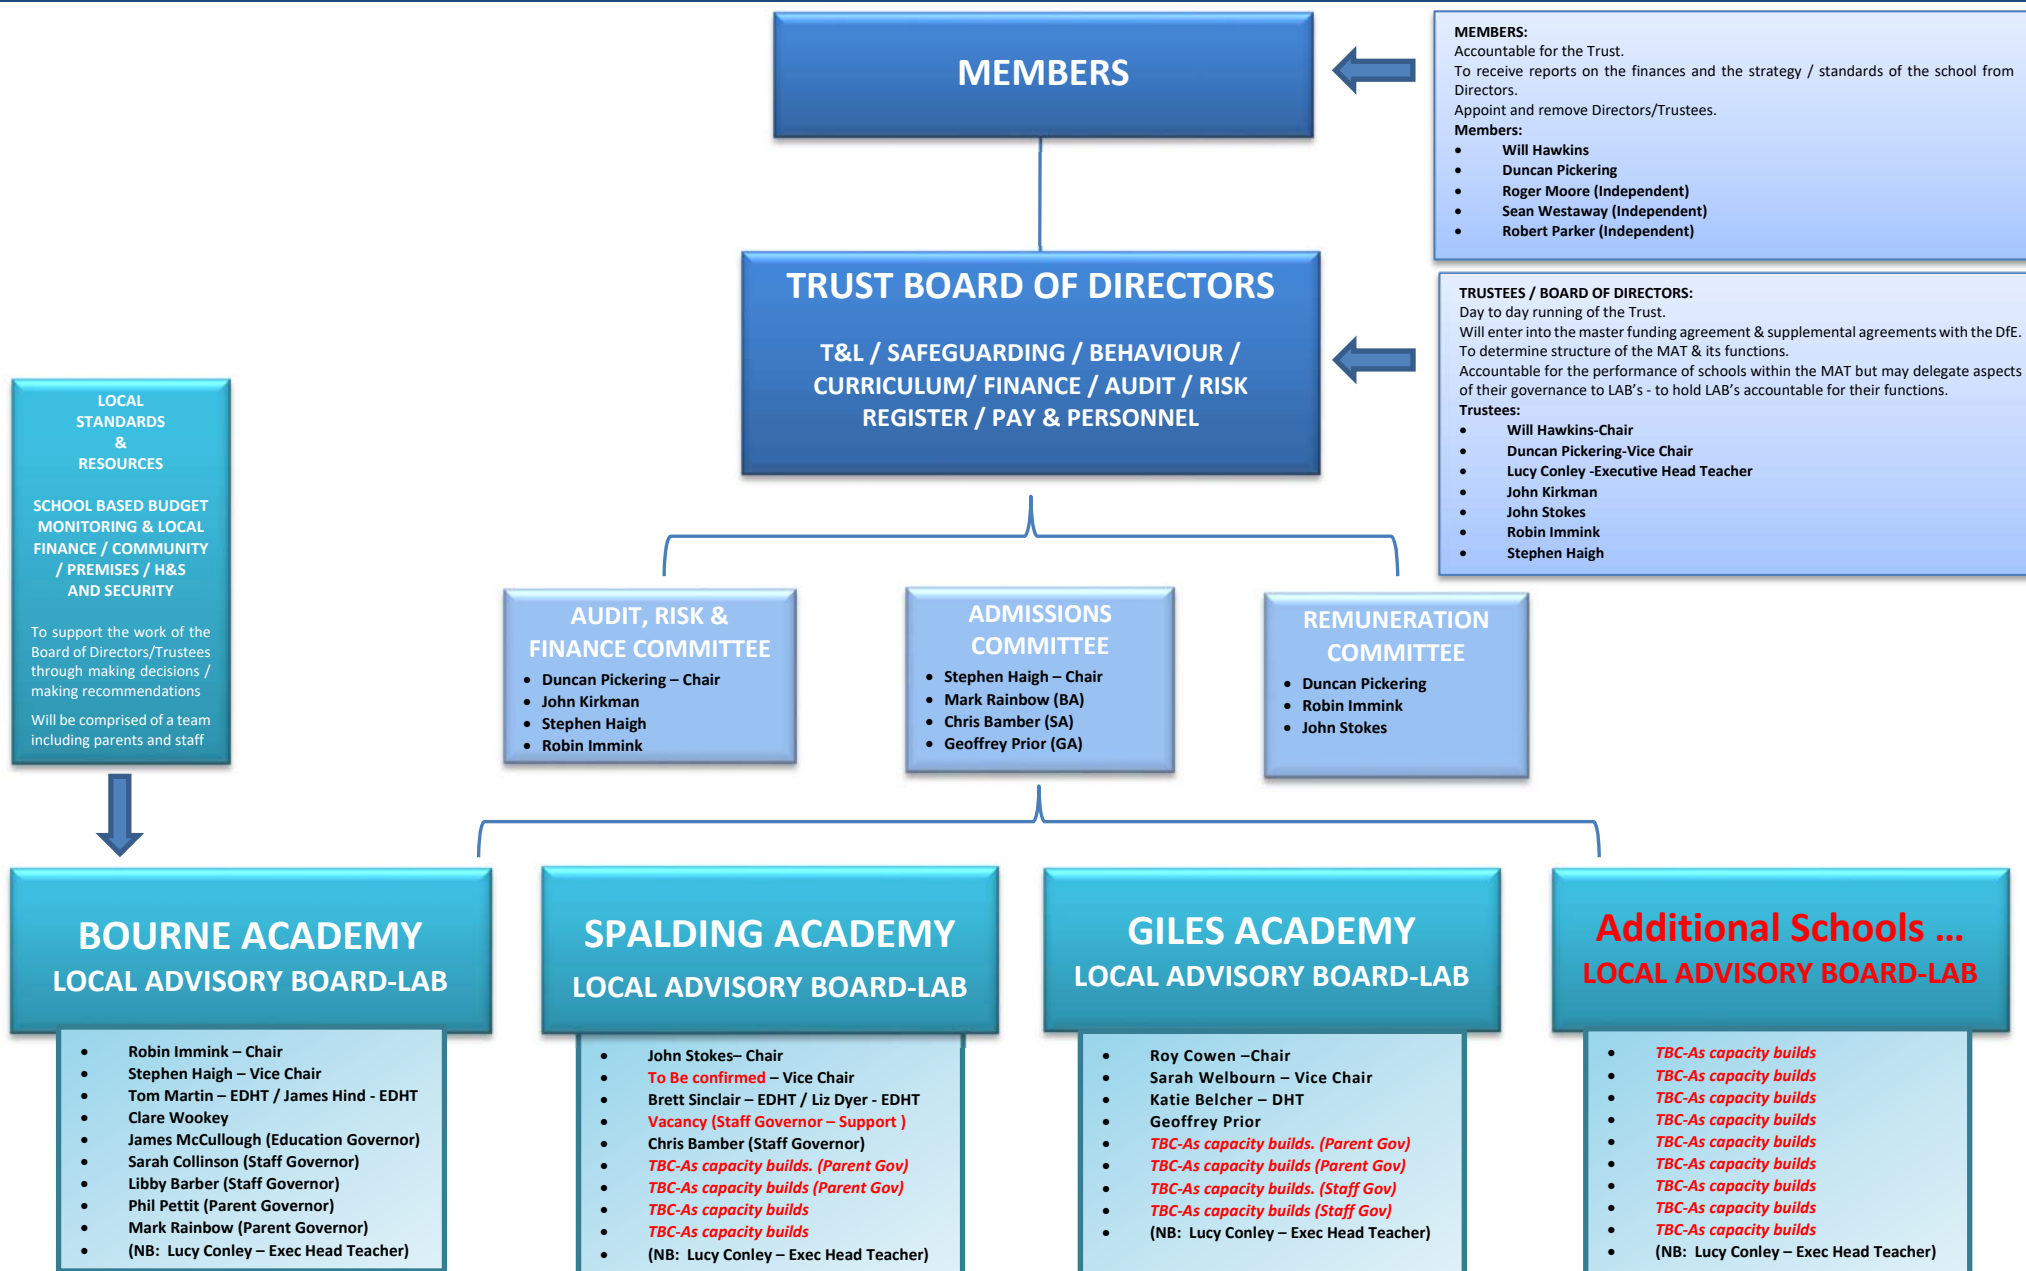 MEMBERS
MEMBERS:
Accountable for the Trust.
To receive reports on the finances and the strategy / standards of the school from
Directors.
Appoint and remove Directors/Trustees.
Members:
• Will Hawkins
• Duncan Pickering
• Roger Moore (Independent)
• Sean Westaway (Independent)
• Robert Parker (Independent)
TRUST BOARD OF DIRECTORS
T&L / SAFEGUARDING / BEHAVIOUR /
CURRICULUM/ FINANCE / AUDIT / RISK
REGISTER / PAY & PERSONNEL
TRUSTEES / BOARD OF DIRECTORS:
Day to day running of the Trust.
Will enter into the master funding agreement & supplemental agreements with the DfE.
To determine structure of the MAT & its functions.
Accountable for the performance of schools within the MAT but may delegate aspects
of their governance to LAB's - to hold LAB's accountable for their functions.
Trustees:
• Will Hawkins-Chair
• Duncan Pickering-Vice Chair
• Lucy Conley -Executive Head Teacher
• John Kirkman
• John Stokes
• Robin Immink
• Stephen Haigh
LOCAL
STANDARDS
&
RESOURCES
SCHOOL BASED BUDGET
MONITORING & LOCAL
FINANCE / COMMUNITY
/ PREMISES / H&S
AND SECURITY
To support the work of the
Board of Directors/Trustees
through making decisions /
making recommendations
Will be comprised of a team
including parents and staff
AUDIT, RISK &
FINANCE COMMITTEE
• Duncan Pickering – Chair
• John Kirkman
• Stephen Haigh
• Robin Immink
ADMISSIONS
COMMITTEE
• Stephen Haigh – Chair
• Mark Rainbow (BA)
• Chris Bamber (SA)
• Geoffrey Prior (GA)
REMUNERATION
COMMITTEE
• Duncan Pickering
• Robin Immink
• John Stokes
BOURNE ACADEMY
LOCAL ADVISORY BOARD-LAB
• Robin Immink – Chair
• Stephen Haigh – Vice Chair
• Tom Martin – EDHT / James Hind - EDHT
• Clare Wookey
• James McCullough (Education Governor)
• Sarah Collinson (Staff Governor)
• Libby Barber (Staff Governor)
• Phil Pettit (Parent Governor)
• Mark Rainbow (Parent Governor)
• (NB: Lucy Conley – Exec Head Teacher)
SPALDING ACADEMY
LOCAL ADVISORY BOARD-LAB
• John Stokes– Chair
• To Be confirmed – Vice Chair
• Brett Sinclair – EDHT / Liz Dyer - EDHT
• Vacancy (Staff Governor – Support )
• Chris Bamber (Staff Governor)
• TBC-As capacity builds. (Parent Gov)
• TBC-As capacity builds (Parent Gov)
• TBC-As capacity builds
• TBC-As capacity builds
• (NB: Lucy Conley – Exec Head Teacher)
GILES ACADEMY
LOCAL ADVISORY BOARD-LAB
• Roy Cowen –Chair
• Sarah Welbourn – Vice Chair
• Katie Belcher – DHT
• Geoffrey Prior
• TBC-As capacity builds. (Parent Gov)
• TBC-As capacity builds (Parent Gov)
• TBC-As capacity builds. (Staff Gov)
• TBC-As capacity builds (Staff Gov)
• (NB: Lucy Conley – Exec Head Teacher)
Additional Schools ...
LOCAL ADVISORY BOARD-LAB
• TBC-As capacity builds
• TBC-As capacity builds
• TBC-As capacity builds
• TBC-As capacity builds
• TBC-As capacity builds
• TBC-As capacity builds
• TBC-As capacity builds
• TBC-As capacity builds
• TBC-As capacity builds
• (NB: Lucy Conley – Exec Head Teacher)